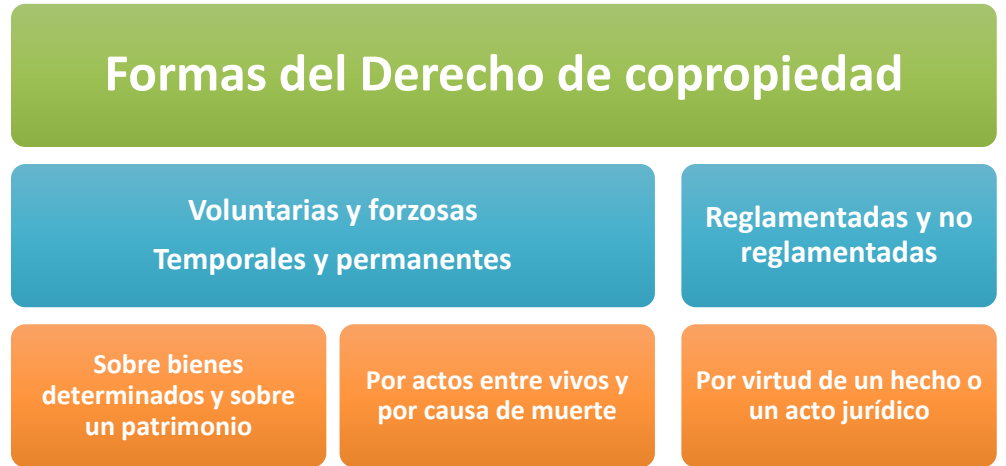 Formas del Derecho de copropiedad
Voluntarias y forzosas
Temporales y permanentes
Reglamentadas y no
reglamentadas
Sobre bienes
determinados y sobre
un patrimonio
Por actos entre vivos y
por causa de muerte
Por virtud de un hecho o
un acto jurídico